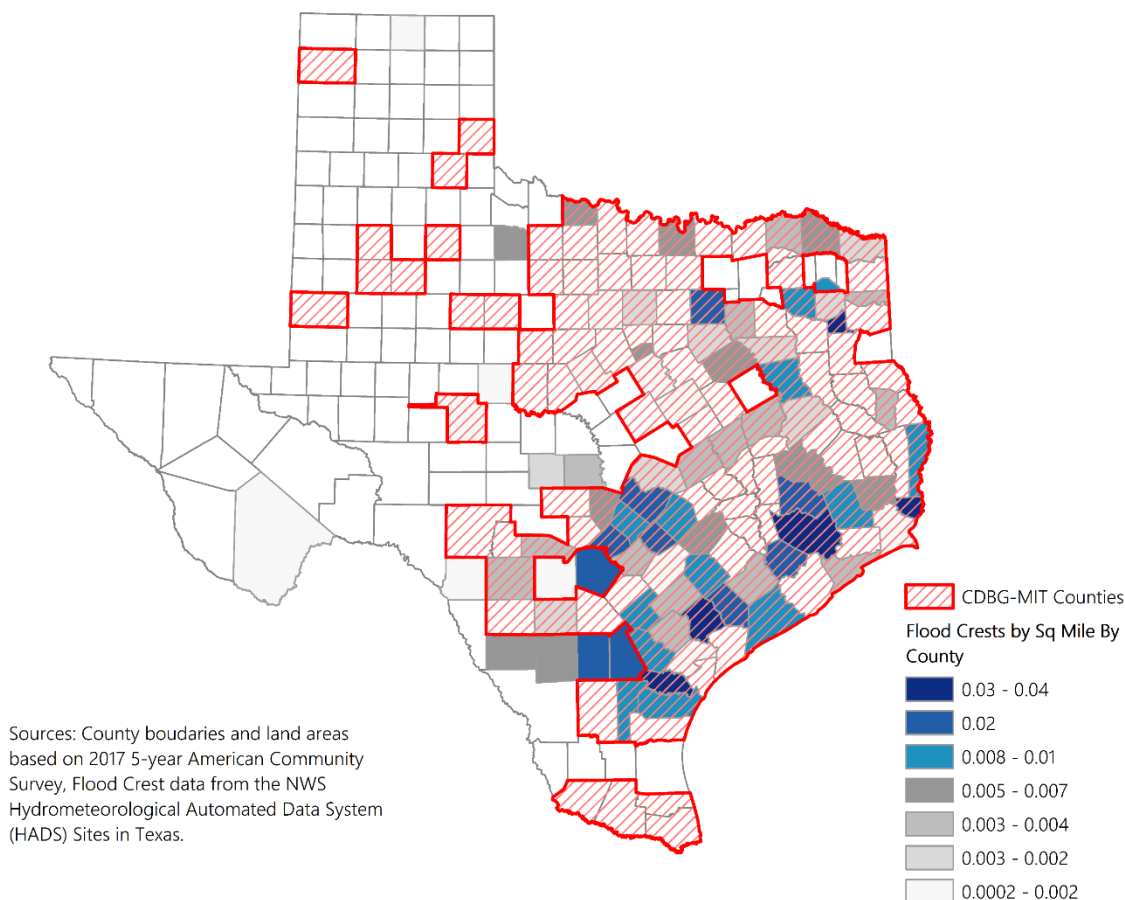 CDBG-MIT Counties
Flood Crests by Sq Mile By
County
0.03 - 0.04
0.02
0.008 - 0.01
0.005 - 0.007
0.003 - 0.004
0.003 - 0.002
0.0002 - 0.002
Sources: County boudaries and land areas
based on 2017 5-year American Community
Survey, Flood Crest data from the NWS
Hydrometeorological Automated Data System
(HADS) Sites in Texas.